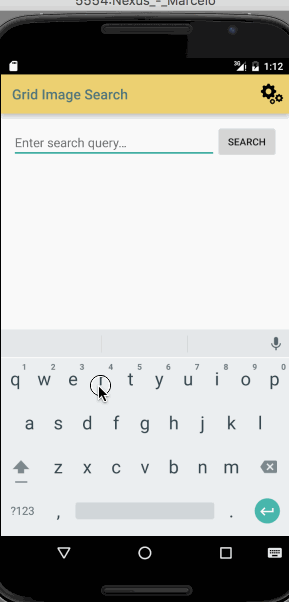 5554:Nexus_-_Marcelo
3G 1:12
Grid Image Search
Enter search query... SEARCH
1 2 3 4 5 6 7 8 9 0
q w e r t y u i o p
a s d f g h j k l
z x c v b n m
?123 , .